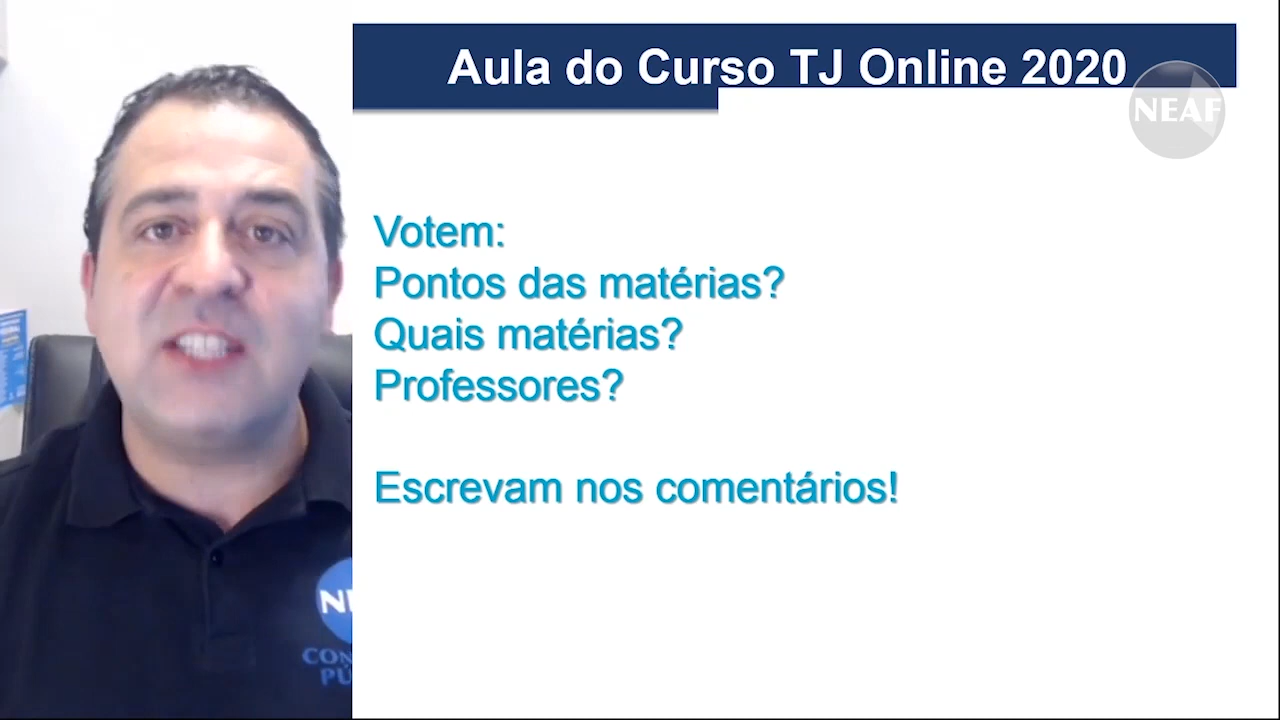 Aula do Curso TJ Online 2020
NEAF
Votem:
Pontos das matérias?
Quais matérias?
Professores?
Escrevam nos comentários!